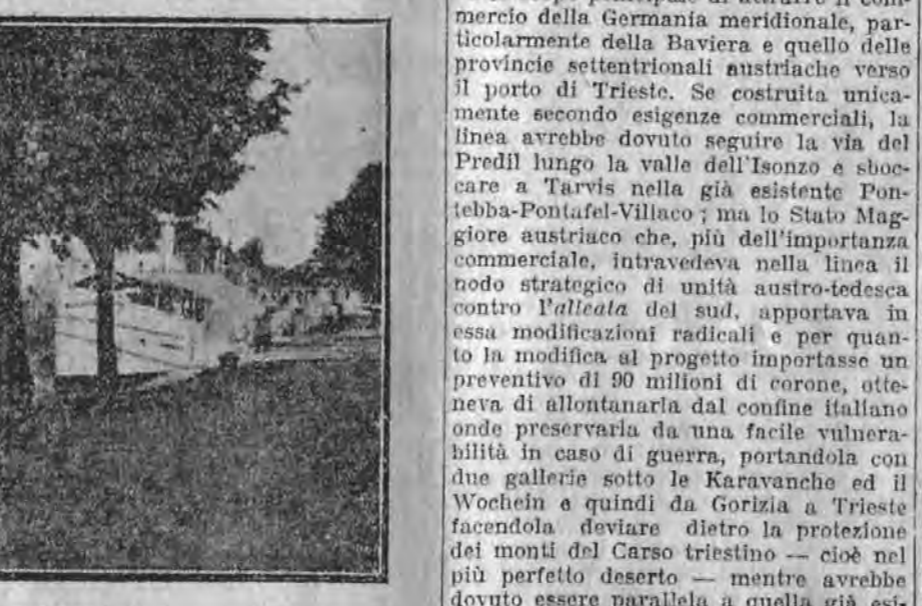 mercio della Germania meridionale, par-
ticolarmente della Baviera e quello delle
provincie settentrionali austriache verso
il porto di Trieste. Se costruita unica-
mente secondo esigenze commerciali, la
linea avrebbe dovuto seguire la via del
Predil lungo la valle dell'Isonzo e sboc-
care a Tarvis nella già esistente Pon-
tebba-Pontafel-Villaco ; ma lo Stato Mag-
giore austriaco che, più dell'importanza
commerciale, intravedeva nella linea il
nodo strategico di unità austro-tedesca
contro l'alleata del sud, apportava in
essa modificazioni radicali e per quan-
to la modifica al progetto importasse un
preventivo di 90 milioni di corone, otte-
neva di allontanarla dal confine italiano
onde preservarla da una facile vulnera-
bilità in caso di guerra, portandola con
due gallerie sotto le Karavanche ed il
Wochein e quindi da Gorizia a Trieste
facendola deviare dietro la protezione
dei monti del Carso triestino — cioè nel
più perfetto deserto — mentre avrebbe
dovuto essere parallela a quella già esi-